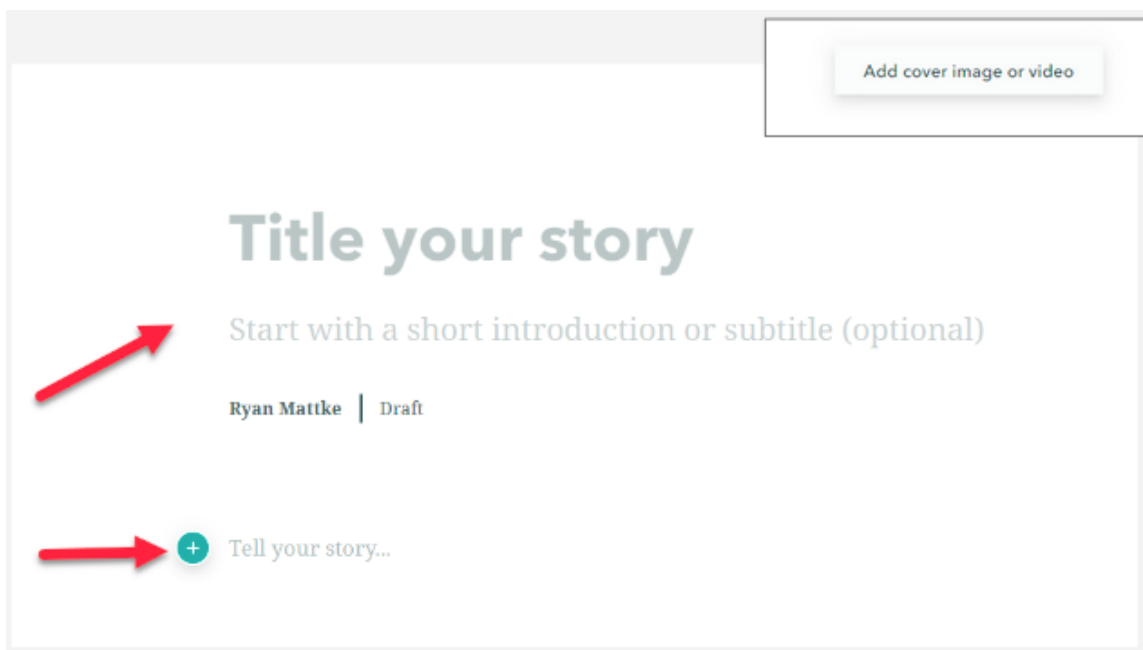 Add cover image or video
Title your story
Start with a short introduction or subtitle (optional)
Ryan Mattke | Draft
+ Tell your story...